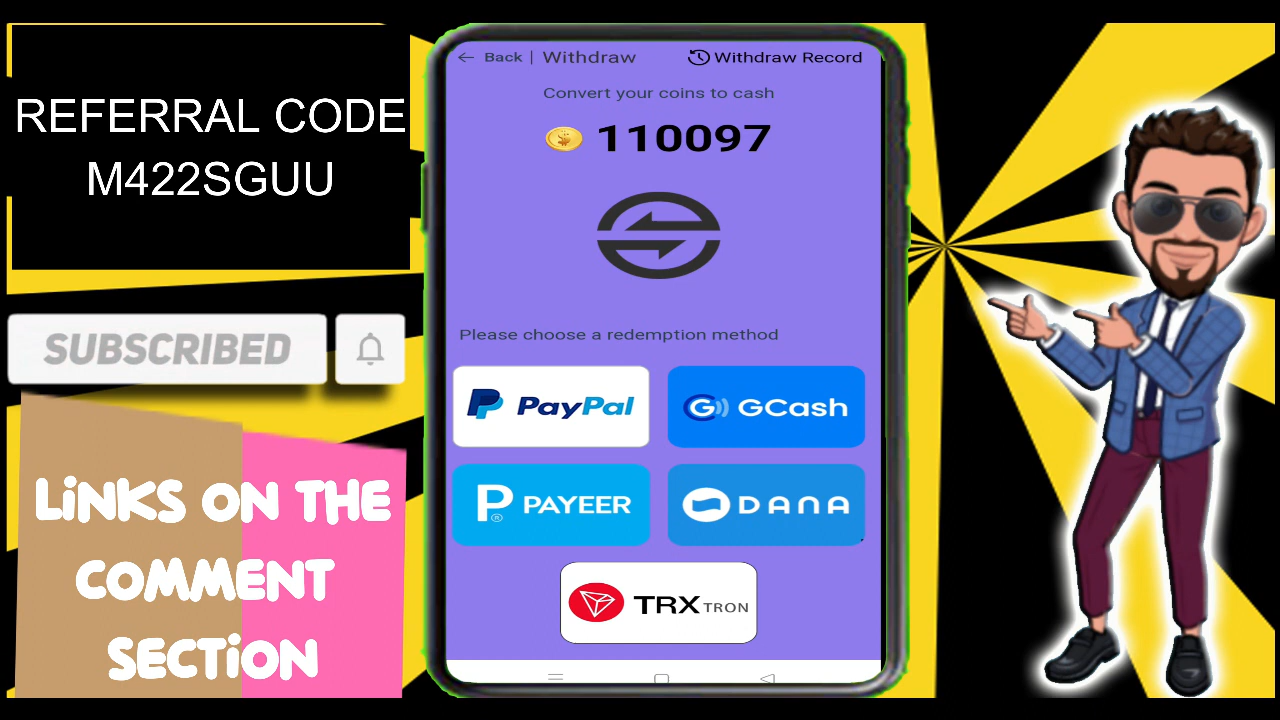 REFERRAL CODE
M422SGUU
SUBSCRIBED
LiNKS ON THE
COMMENT
SECTiON
Back | Withdraw
Withdraw Record
Convert your coins to cash
110097
Please choose a redemption method
PayPal
GCash
PAYEER
®
DANA
TRX TRON